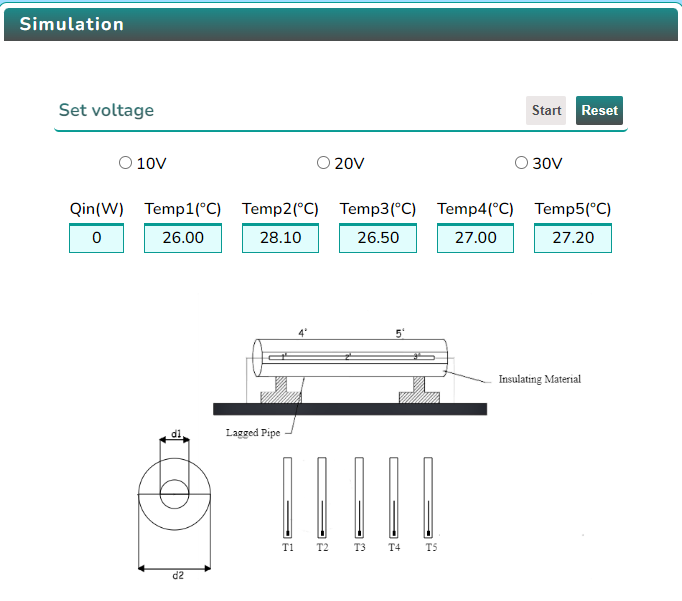 Simulation
Set voltage
Start Reset
10V 20V 30V
Qin(W) Temp1(°C) Temp2(°C) Temp3(°C) Temp4(°C) Temp5(°C)
0 26.00 28.10 26.50 27.00 27.20
4' 5'
1' 2' 3'
Insulating Material
Lagged Pipe
d1
T1 T2 T3 T4 T5
d2